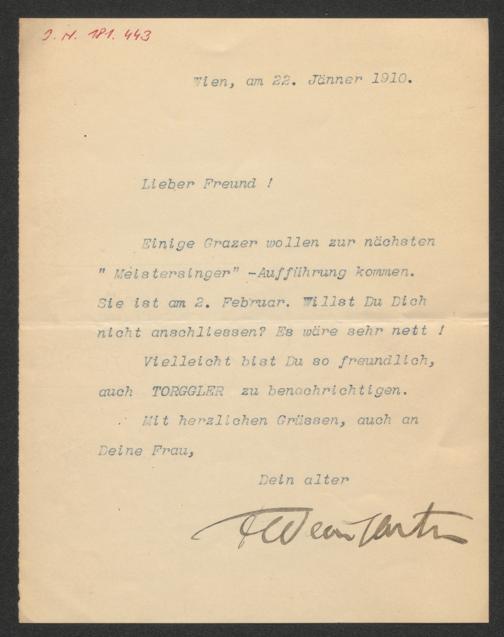 J. N. 181.443
Wien, am 22. Jänner 1910.
Lieber Freund !
Einige Grazer wollen zur nächsten
" Meistersinger" -Aufführung kommen.
Sie ist am 2. Februar. Willst Du Dich
nicht anschliessen? Es wäre sehr nett !
Vielleicht bist Du so freundlich,
auch TORGGLER zu benachrichtigen.
Mit herzlichen Grüssen, auch an
Deine Frau,
Dein alter
FWeingartn